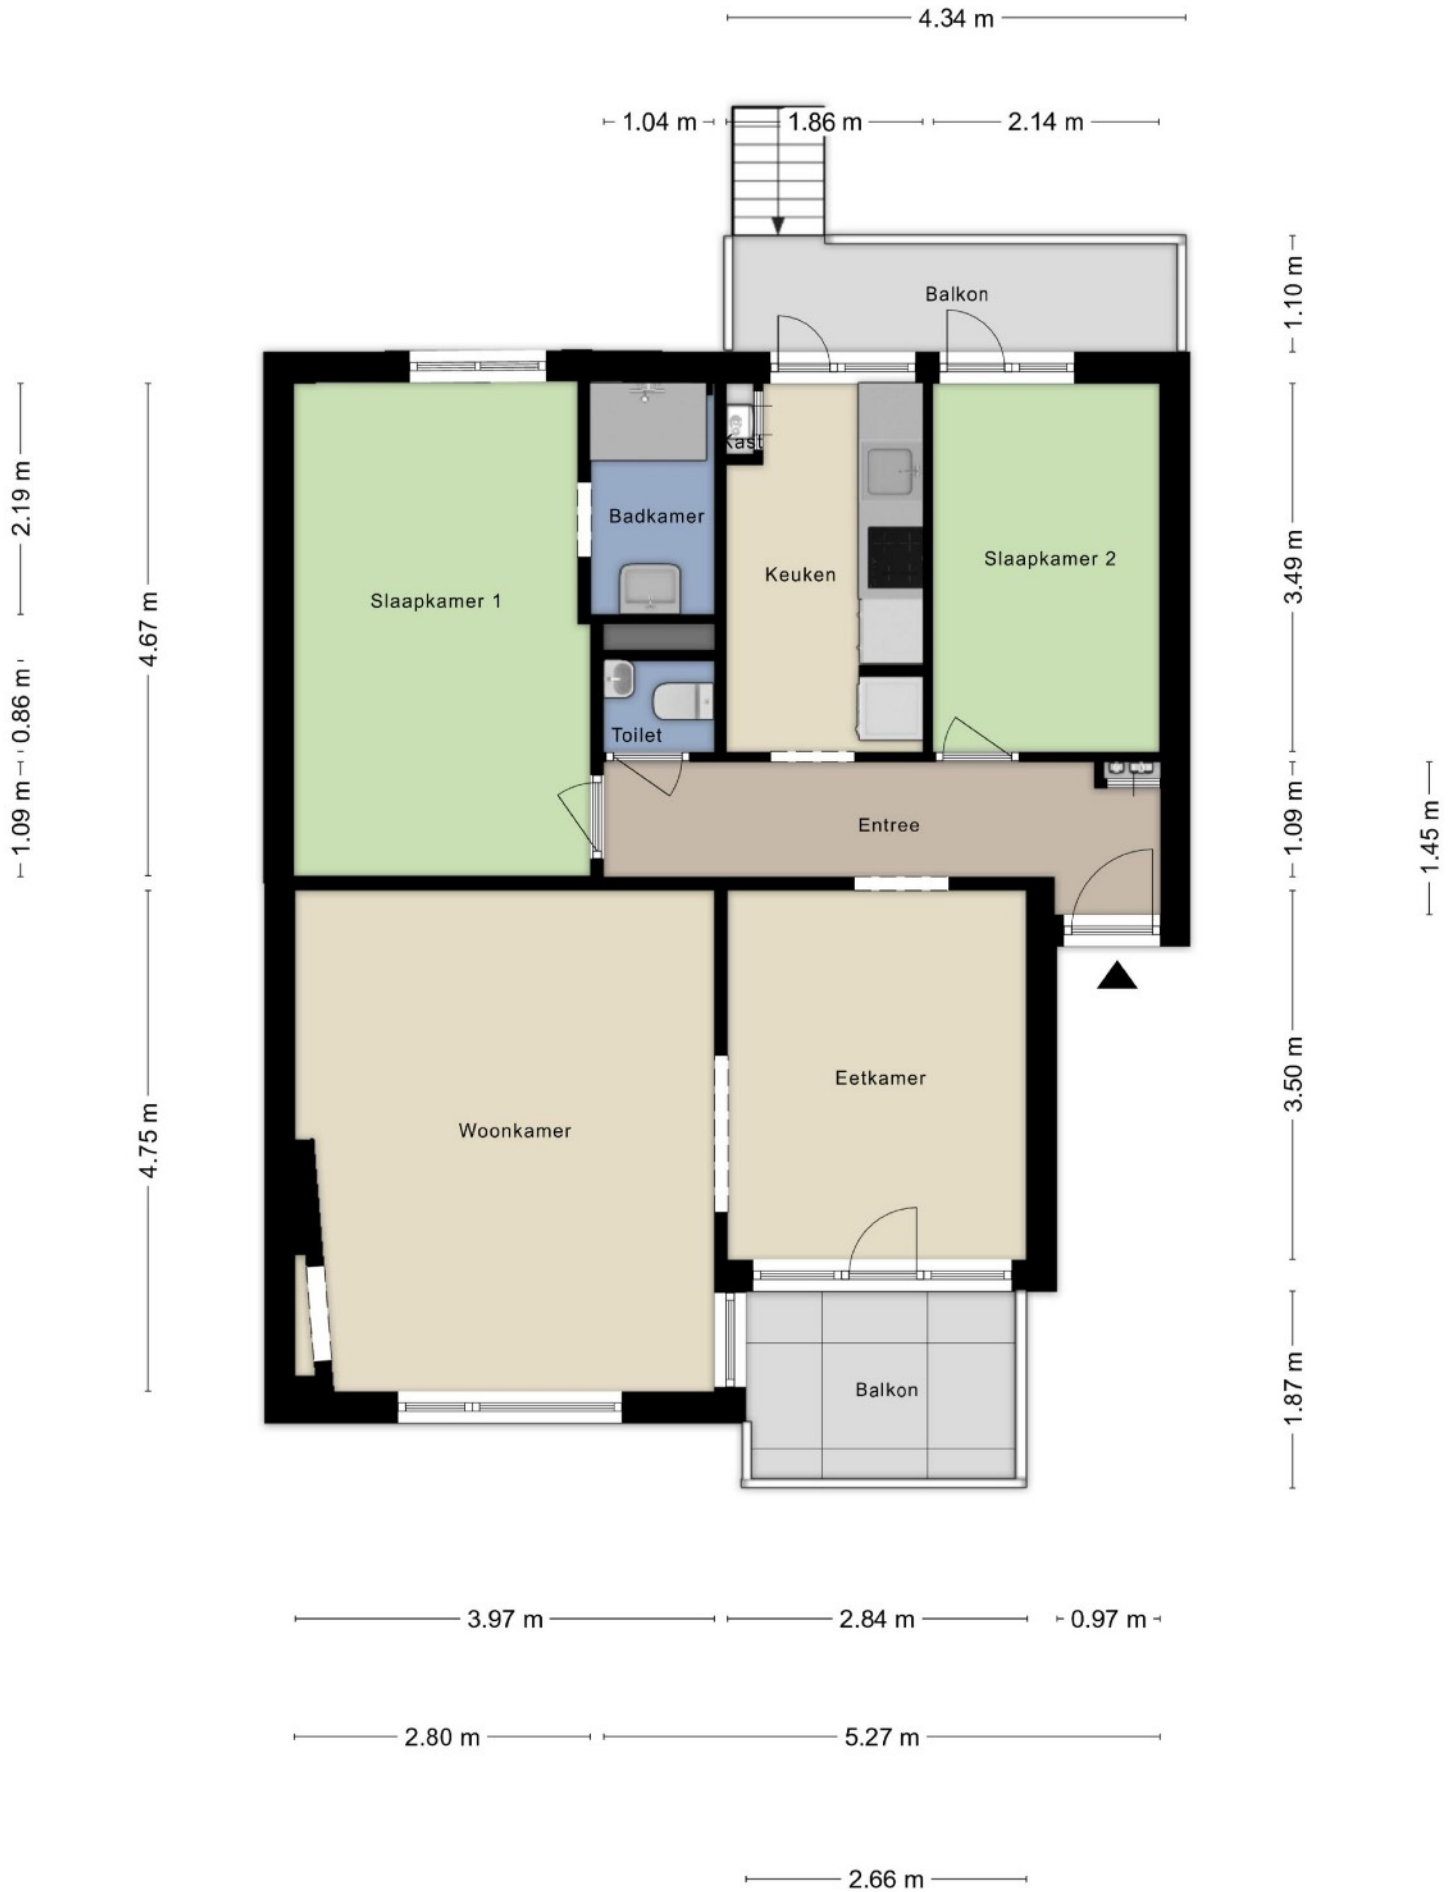 4.34 m
1.04 m
1.86 m
2.14 m
Balkon
1.10 m
2.19 m
4.67 m
Kast
Badkamer
Keuken
Slaapkamer 2
3.49 m
Slaapkamer 1
0.86 m
Toilet
1.09 m
Entree
1.09 m
1.45 m
Eetkamer
3.50 m
Woonkamer
4.75 m
Balkon
1.87 m
3.97 m
2.84 m
0.97 m
2.80 m
5.27 m
2.66 m